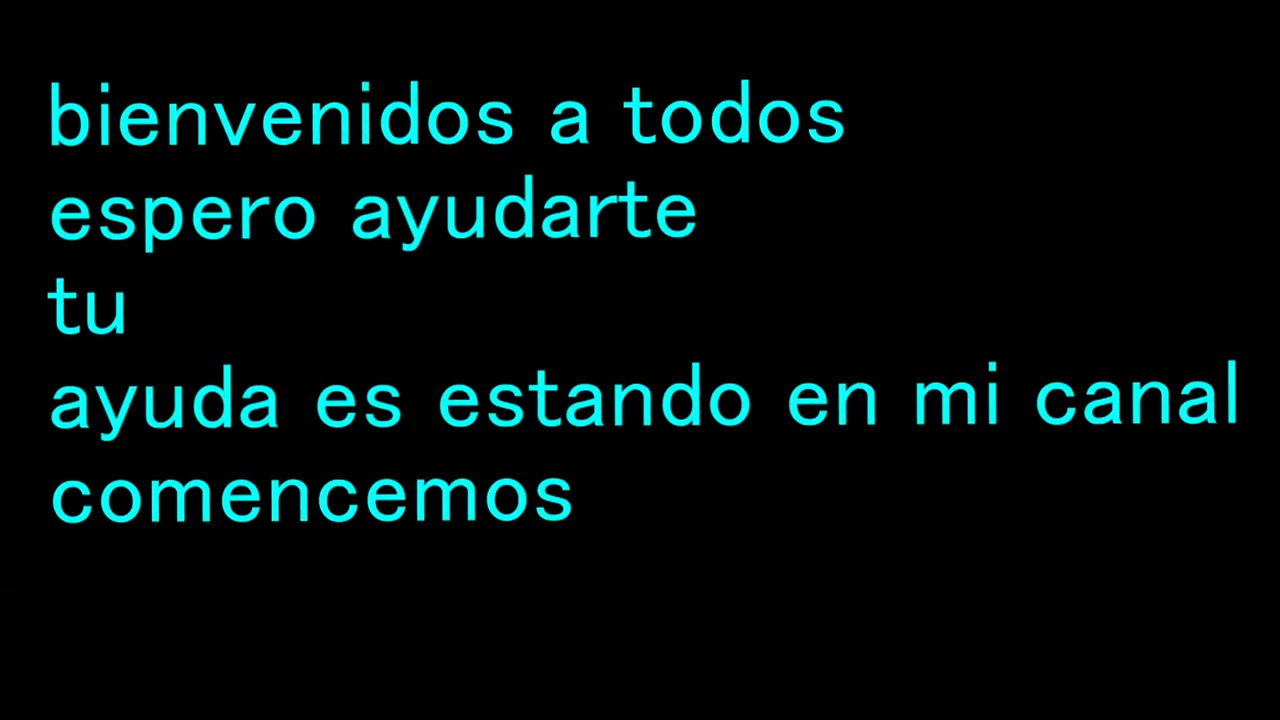 bienvenidos a todos
espero ayudarte
tu
ayuda es estando en mi canal
comencemos